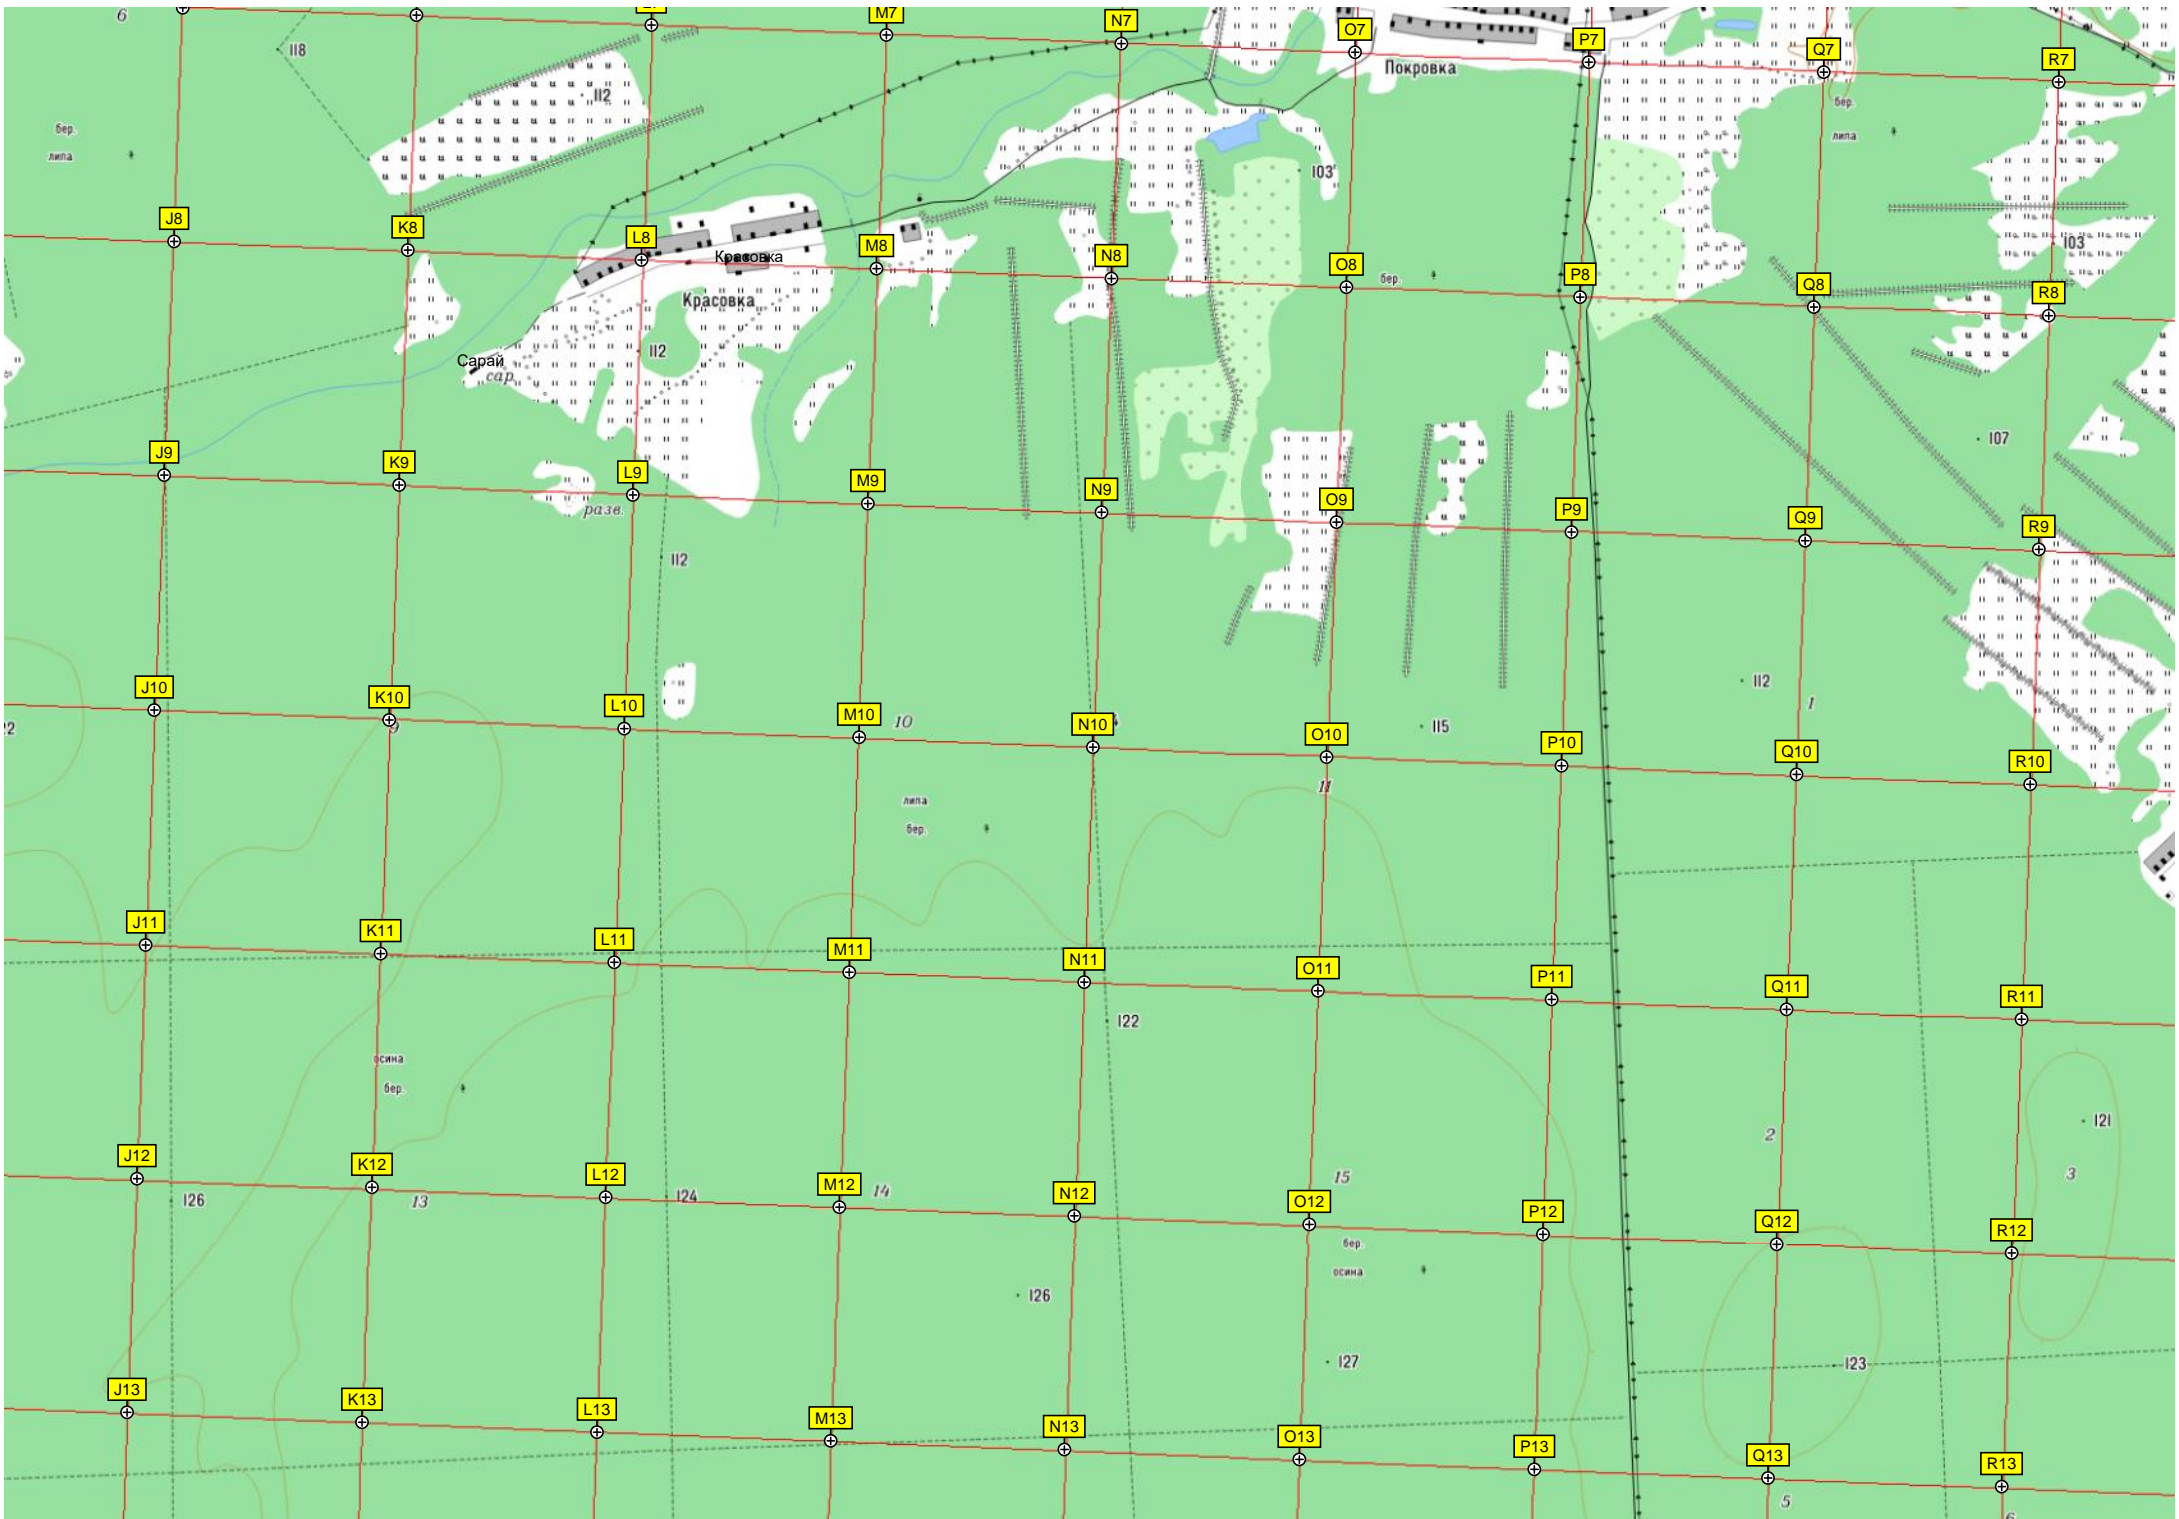 6
M7
N7
O7
P7
Q7
R7
118
Покровка
112
бер.
липа
бер.
липа
103
J8
K8
L8
M8
N8
O8
P8
Q8
R8
103
Красовка
бер.
Красовка
112
Сарай
сар.
107
J9
K9
L9
M9
N9
O9
P9
Q9
R9
разв.
112
112
1
J10
K10
L10
M10
N10
O10
P10
Q10
R10
9
10
115
11
липа
бер.
J11
K11
L11
M11
N11
O11
P11
Q11
R11
122
осина
бер.
121
2
3
J12
K12
L12
M12
N12
O12
P12
Q12
R12
126
13
124
14
15
бер.
осина
126
127
123
J13
K13
L13
M13
N13
O13
P13
Q13
R13
5